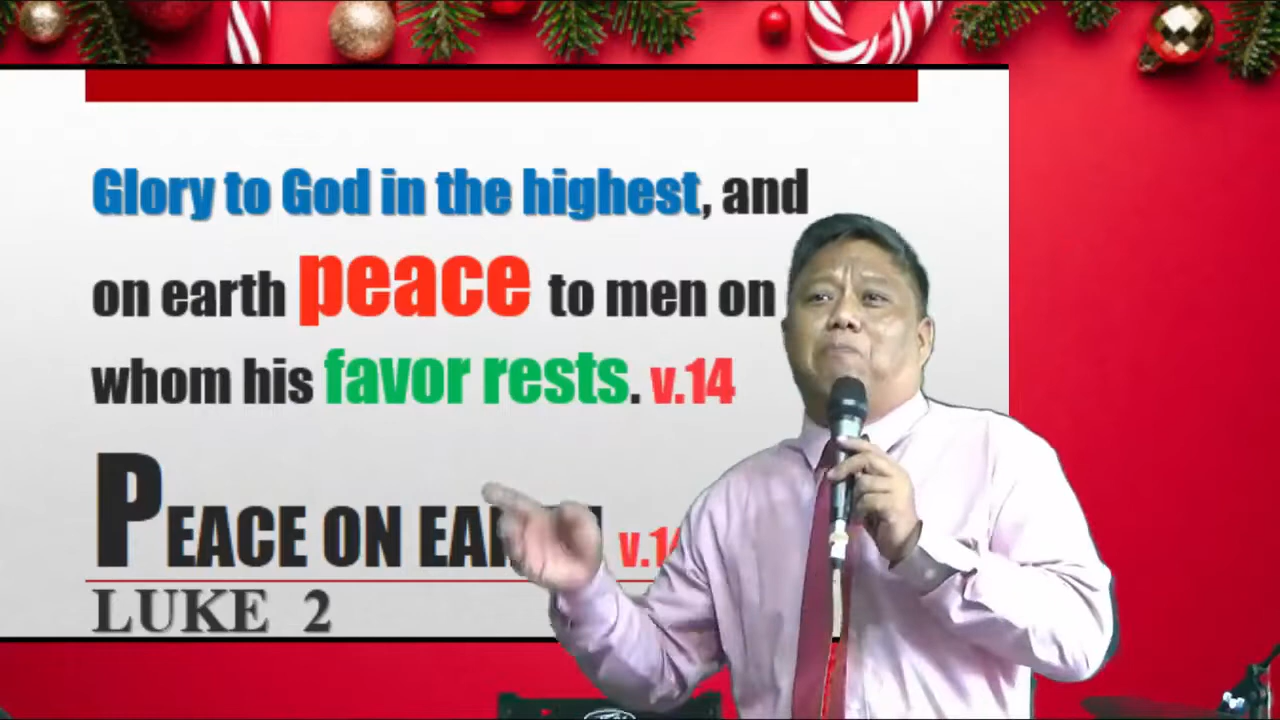 Glory to God in the highest, and
on earth peace to men on
whom his favor rests. v.14
PEACE ON v.14
LUKE 2